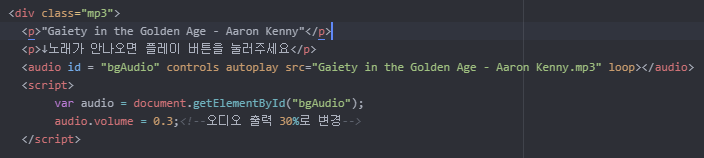 <div class="mp3">
<p>"Gaiety in the Golden Age - Aaron Kenny"</p>
<p>↓노래가 안나오면 플레이 버튼을 눌러주세요</p>
<audio id = "bgAudio" controls autoplay src="Gaiety in the Golden Age - Aaron Kenny.mp3" loop></audio>
<script>
var audio = document.getElementById("bgAudio");
audio.volume = 0.3;<!--오디오 출력 30%로 변경-->
</script>